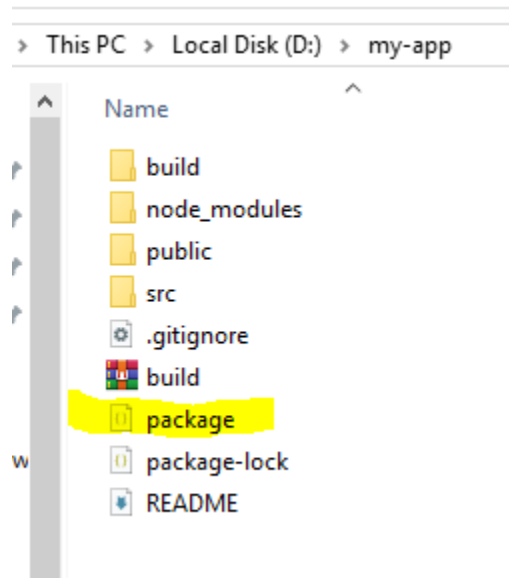 > This PC > Local Disk (D:) > my-app
Name
build
node_modules
public
src
.gitignore
build
package
package-lock
README
w